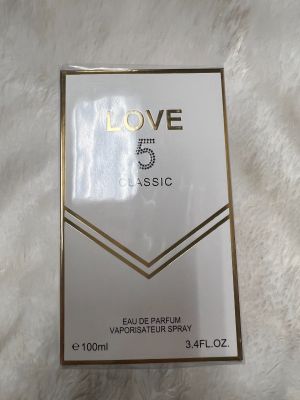 LOVE
5
CLASSIC
EAU DE PARFUM
VAPORISATEUR SPRAY
℮ 100ml 3.4FL.OZ.